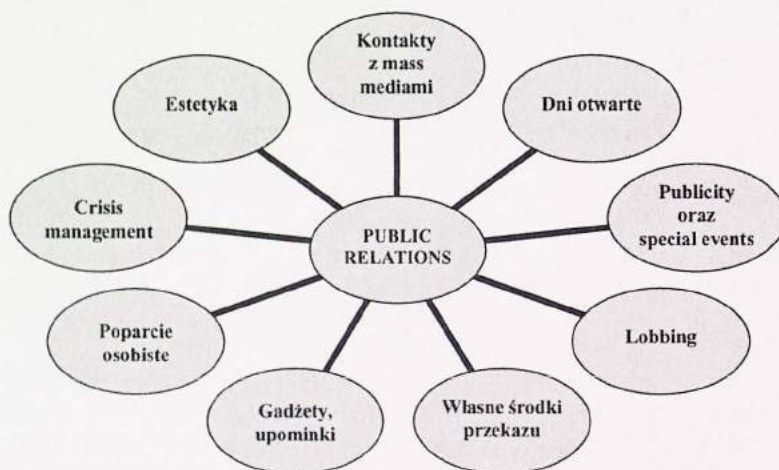 Kontakty
z mass
mediami
Estetyka
Dni otwarte
Crisis
management
Publicity
oraz
special events
PUBLIC
RELATIONS
Poparcie
osobiste
Lobbing
Gadżety,
upominki
Własne środki
przekazu